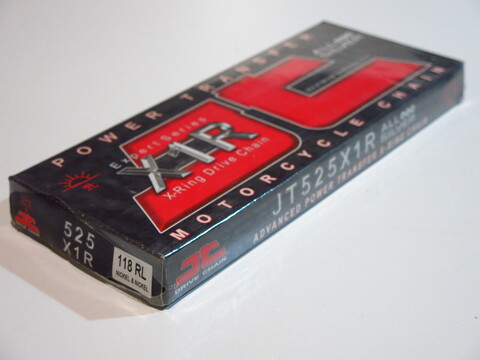 POWER TRANSFER
Expert Series
X1R
X-Ring Drive Chain
MOTORCYCLE CHAIN
JT525X1R
ADVANCED POWER TRANSFER X-RING CHAIN
DRIVE CHAIN
525
X1R
118 RL
NICKEL & NICKEL